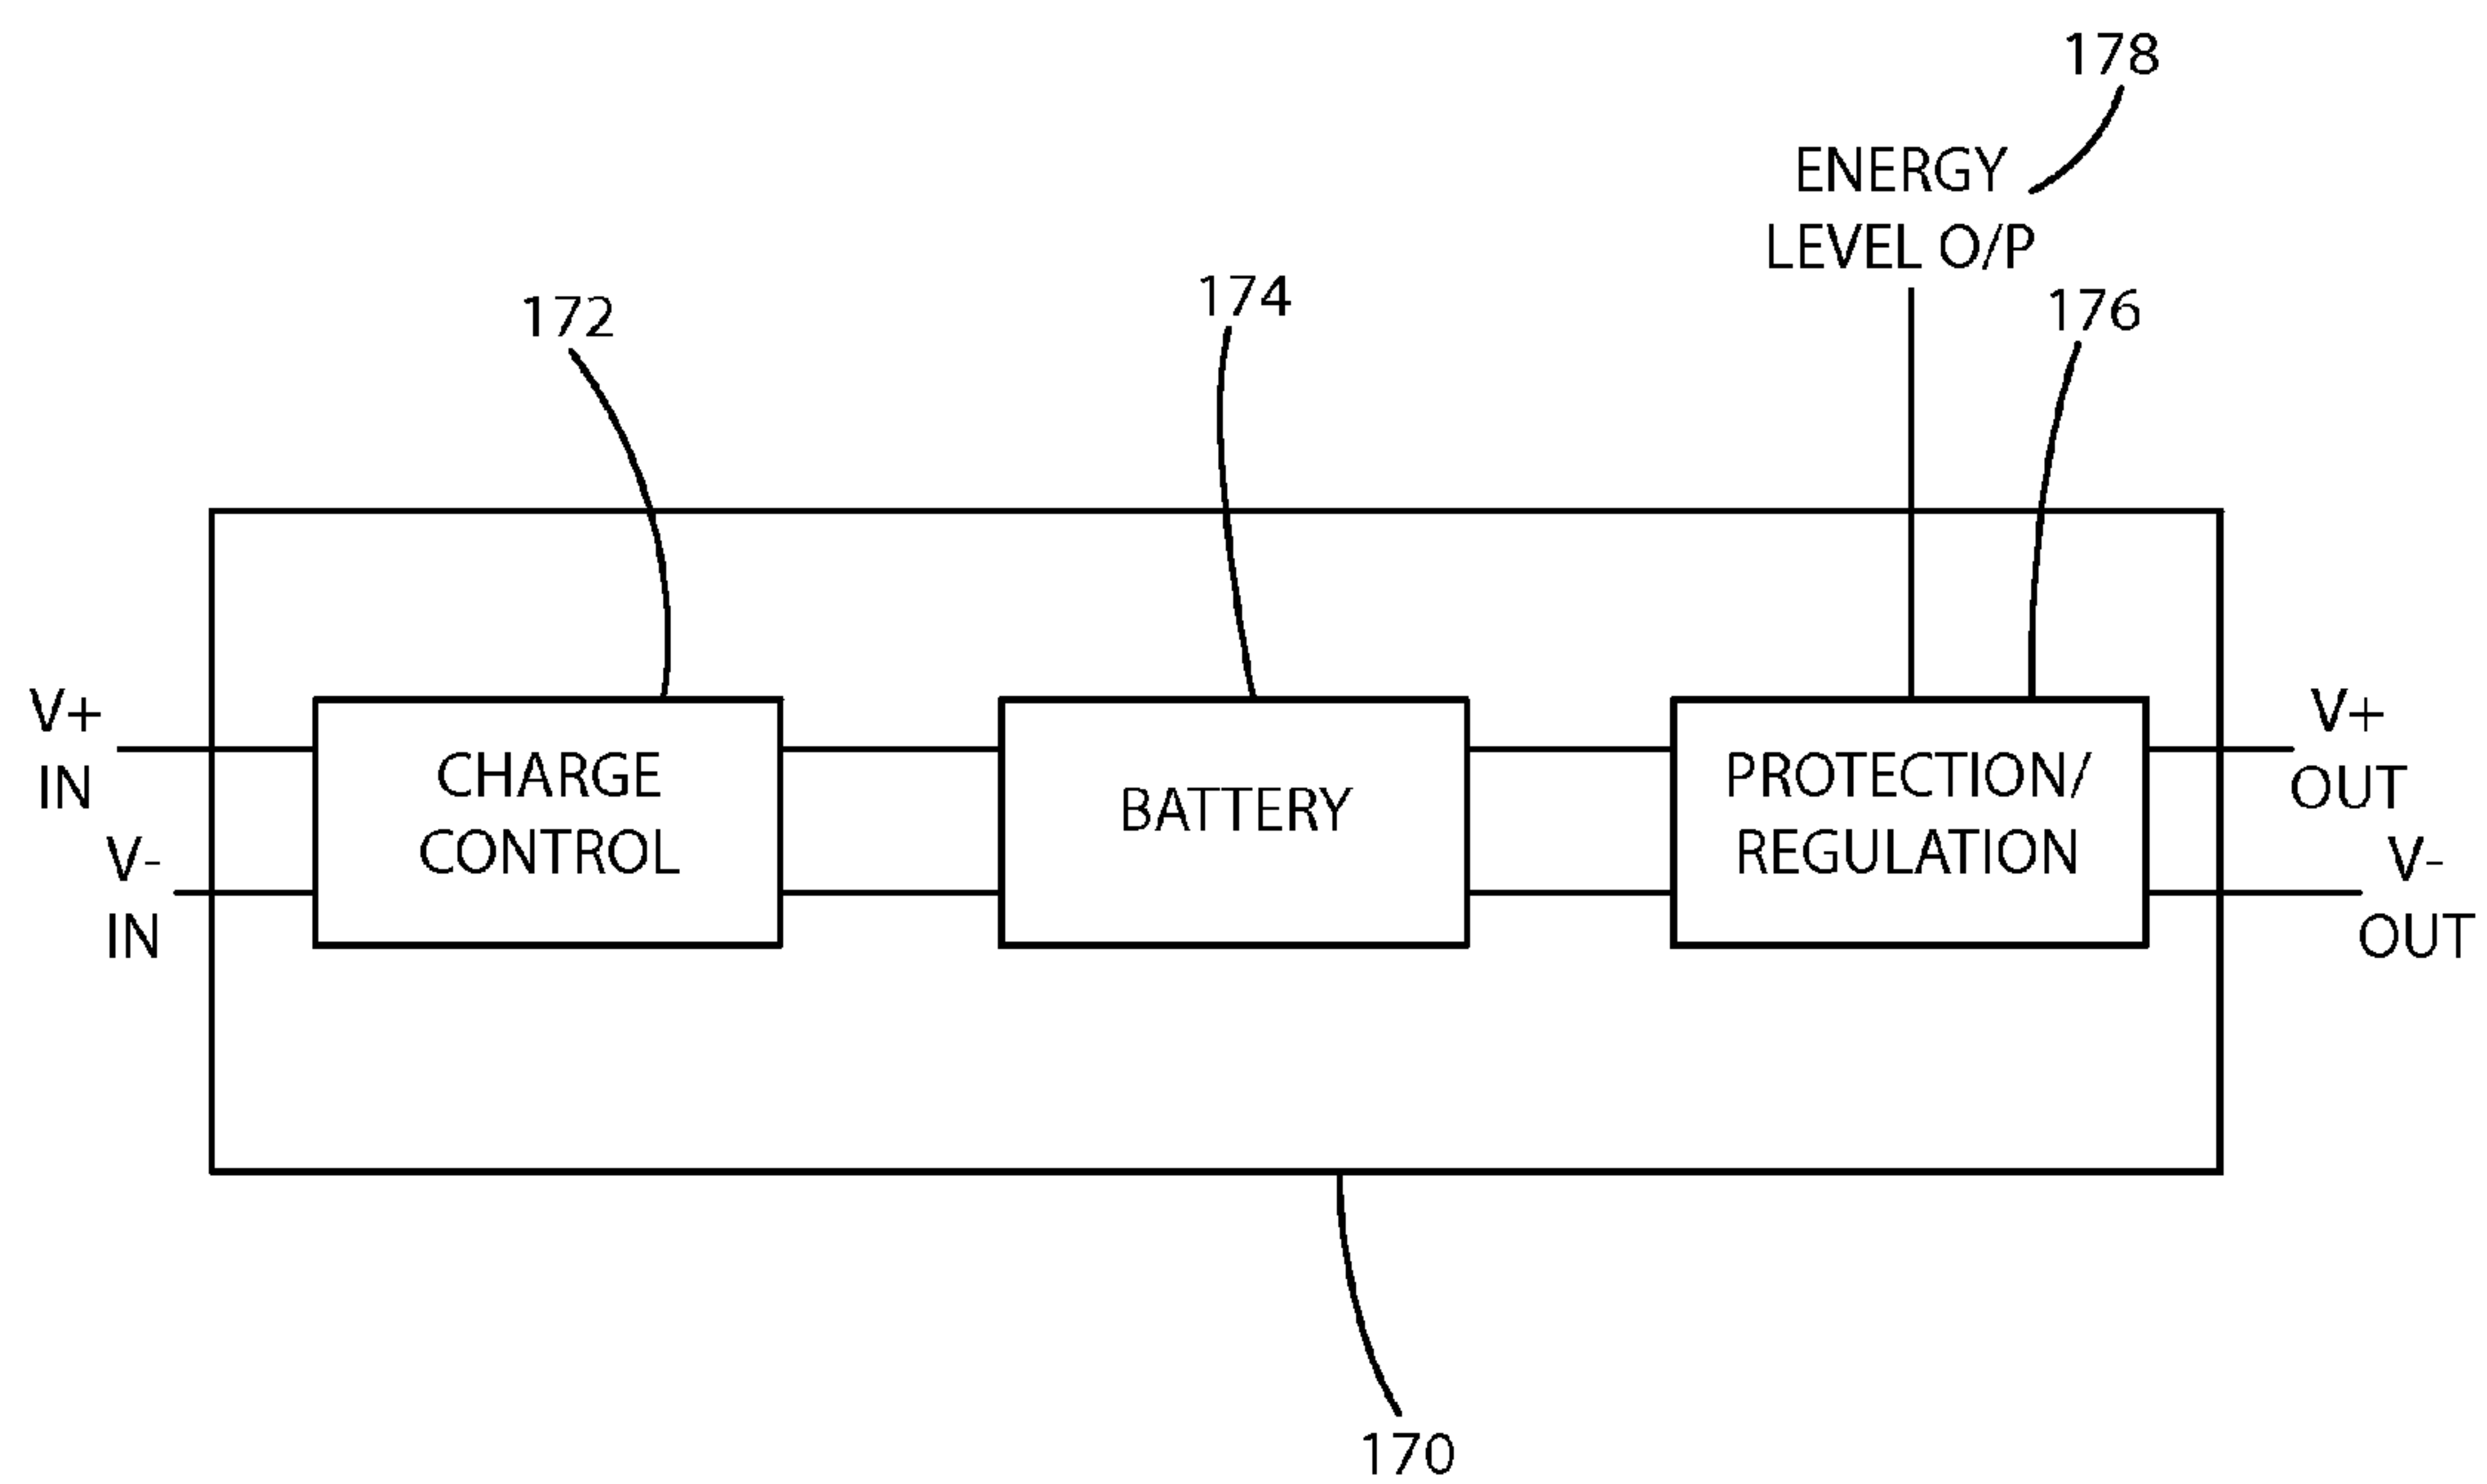 178
ENERGY
LEVEL O/P
172
174
176
V+
IN
V-
IN
CHARGE
CONTROL
BATTERY
PROTECTION/
REGULATION
V+
OUT
V-
OUT
170